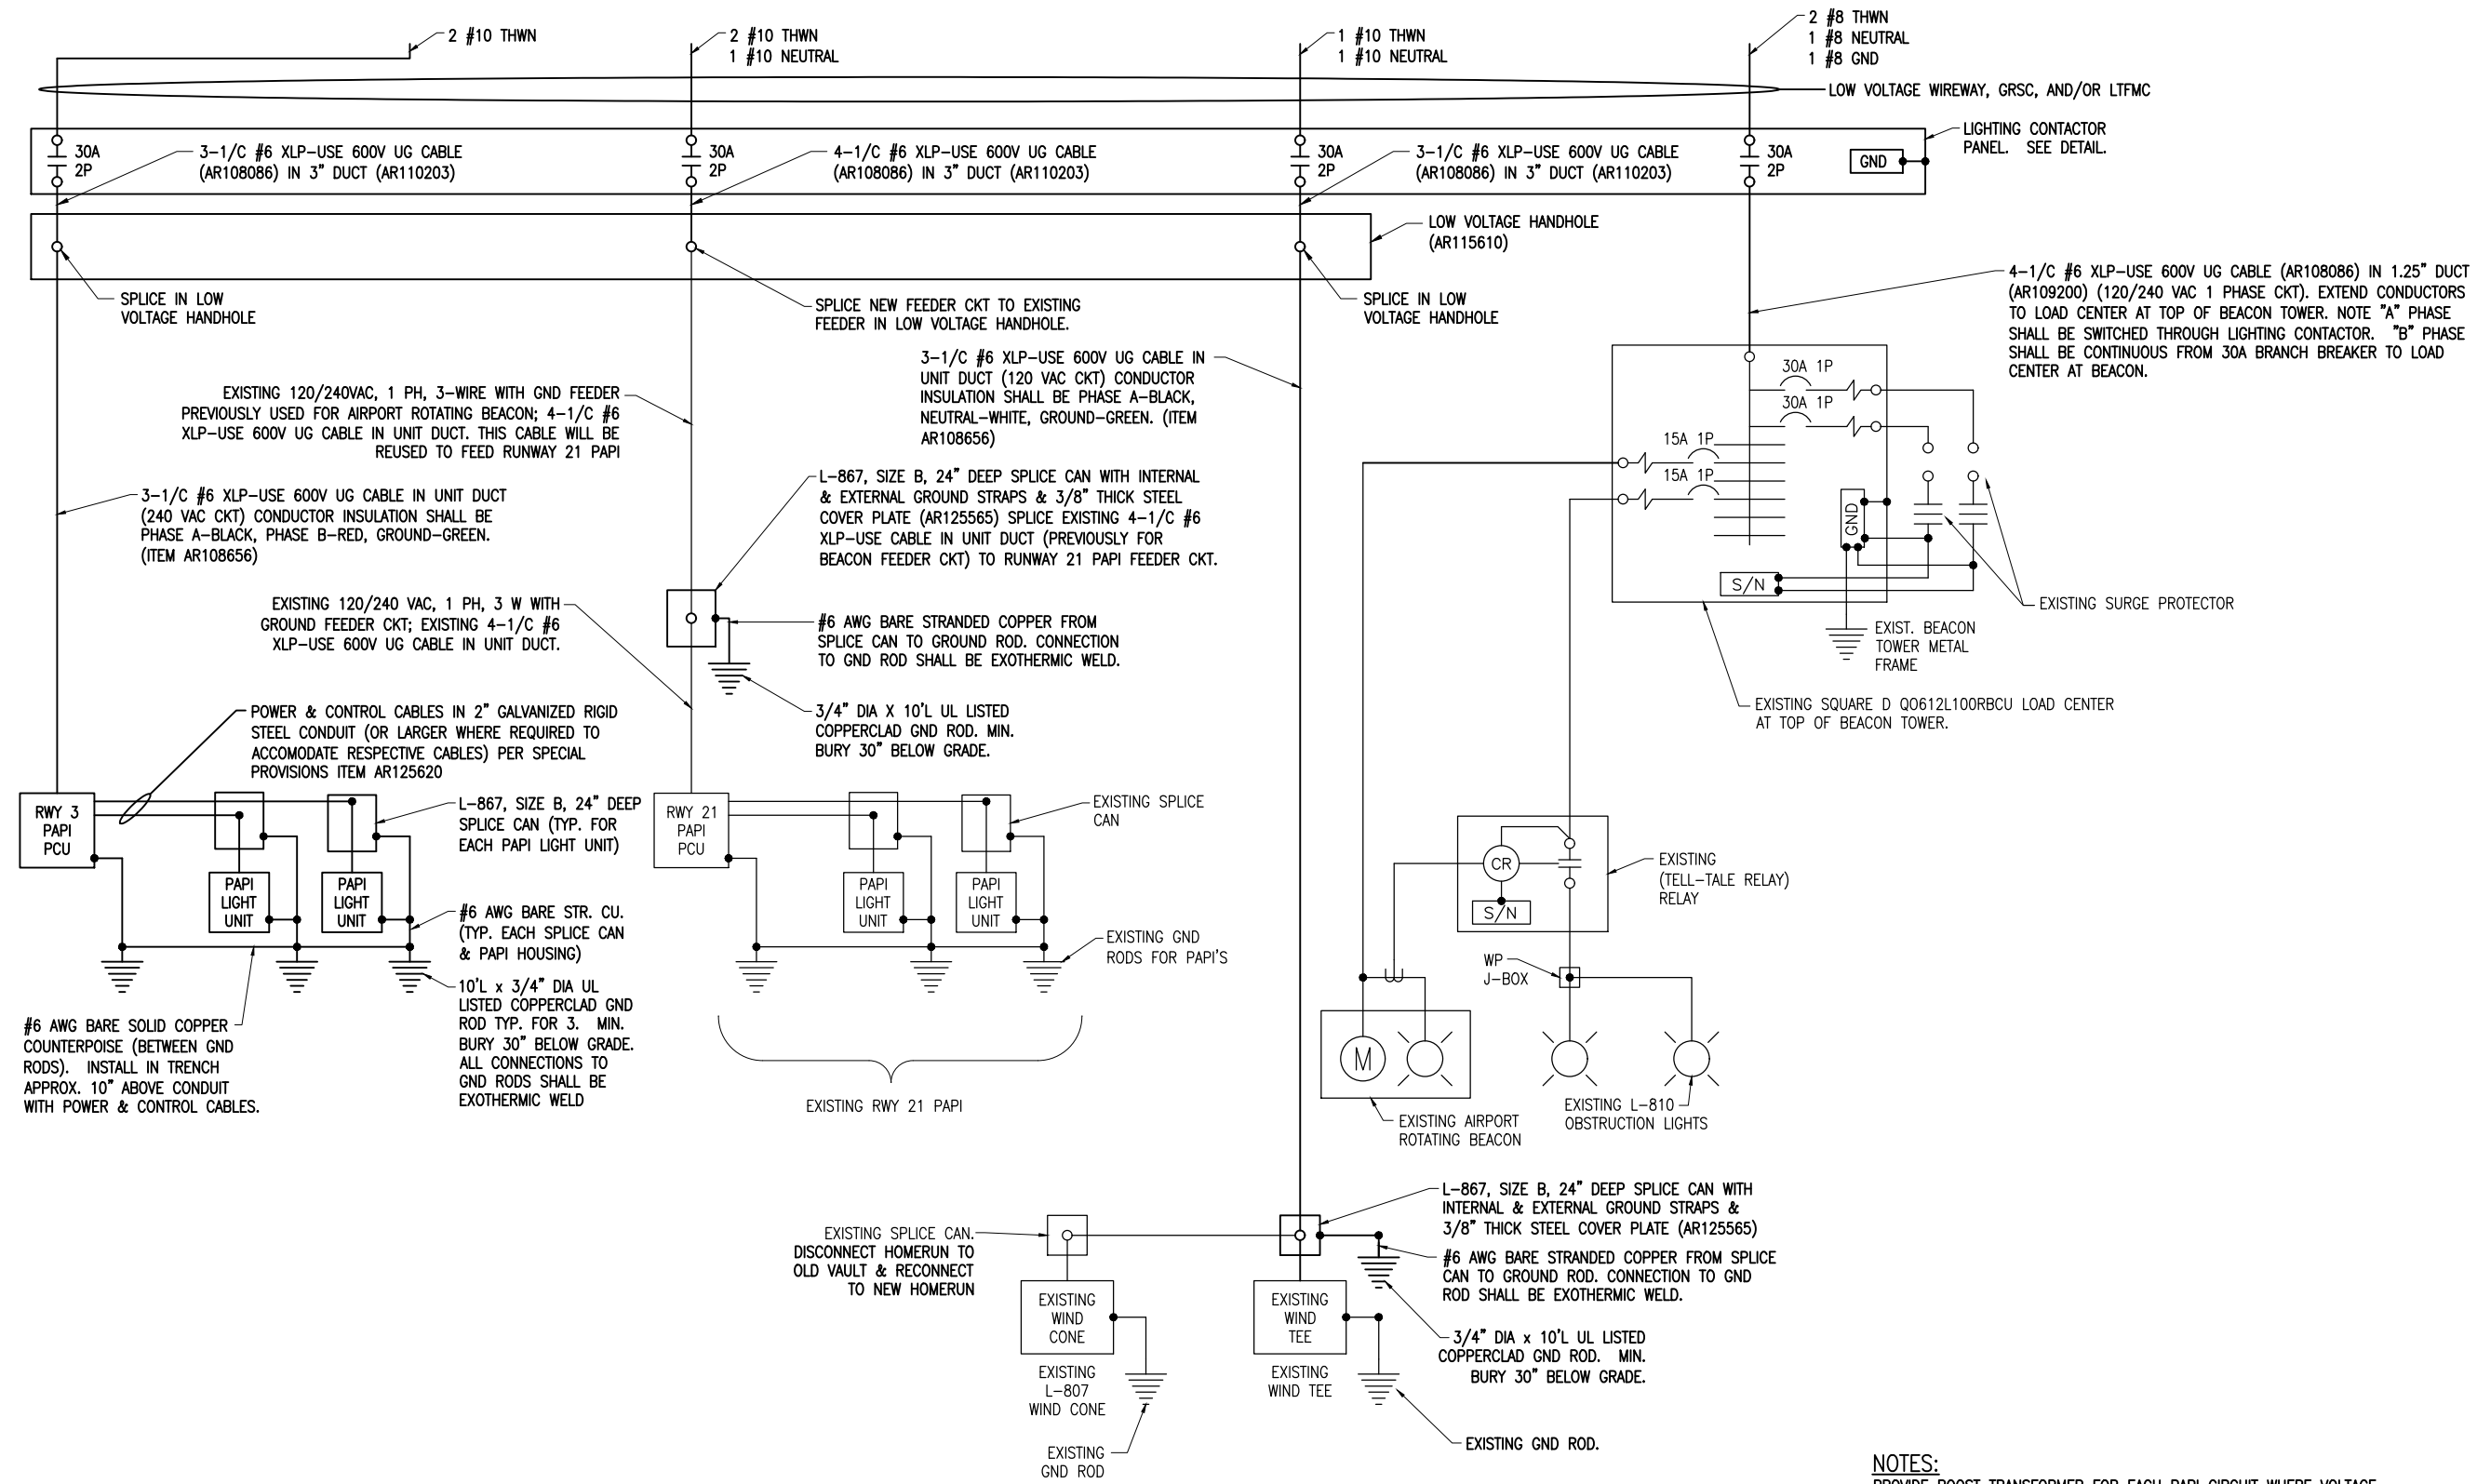 2 #10 THWN
2 #10 THWN
1 #10 NEUTRAL
1 #10 THWN
1 #10 NEUTRAL
2 #8 THWN
1 #8 NEUTRAL
1 #8 GND
LOW VOLTAGE WIREWAY, GRSC, AND/OR LTFMC
30A
2P
3-1/C #6 XLP-USE 600V UG CABLE
(AR108086) IN 3" DUCT (AR110203)
30A
2P
4-1/C #6 XLP-USE 600V UG CABLE
(AR108086) IN 3" DUCT (AR110203)
30A
2P
3-1/C #6 XLP-USE 600V UG CABLE
(AR108086) IN 3" DUCT (AR110203)
30A
2P
GND
LIGHTING CONTACTOR
PANEL. SEE DETAIL.
LOW VOLTAGE HANDHOLE
(AR115610)
SPLICE IN LOW
VOLTAGE HANDHOLE
SPLICE NEW FEEDER CKT TO EXISTING
FEEDER IN LOW VOLTAGE HANDHOLE.
SPLICE IN LOW
VOLTAGE HANDHOLE
4-1/C #6 XLP-USE 600V UG CABLE (AR108086) IN 1.25" DUCT
(AR109200) (120/240 VAC 1 PHASE CKT). EXTEND CONDUCTORS
TO LOAD CENTER AT TOP OF BEACON TOWER. NOTE "A" PHASE
SHALL BE SWITCHED THROUGH LIGHTING CONTACTOR. "B" PHASE
SHALL BE CONTINUOUS FROM 30A BRANCH BREAKER TO LOAD
CENTER AT BEACON.
3-1/C #6 XLP-USE 600V UG CABLE IN
UNIT DUCT (120 VAC CKT) CONDUCTOR
INSULATION SHALL BE PHASE A-BLACK,
NEUTRAL-WHITE, GROUND-GREEN. (ITEM
AR108656)
EXISTING 120/240VAC, 1 PH, 3-WIRE WITH GND FEEDER
PREVIOUSLY USED FOR AIRPORT ROTATING BEACON; 4-1/C #6
XLP-USE 600V UG CABLE IN UNIT DUCT. THIS CABLE WILL BE
REUSED TO FEED RUNWAY 21 PAPI
30A 1P
30A 1P
15A 1P
15A 1P
GND
S/N
EXISTING SURGE PROTECTOR
EXIST. BEACON
TOWER METAL
FRAME
EXISTING SQUARE D QO612L100RBCU LOAD CENTER
AT TOP OF BEACON TOWER.
3-1/C #6 XLP-USE 600V UG CABLE IN UNIT DUCT
(240 VAC CKT) CONDUCTOR INSULATION SHALL BE
PHASE A-BLACK, PHASE B-RED, GROUND-GREEN.
(ITEM AR108656)
L-867, SIZE B, 24" DEEP SPLICE CAN WITH INTERNAL
& EXTERNAL GROUND STRAPS & 3/8" THICK STEEL
COVER PLATE (AR125565) SPLICE EXISTING 4-1/C #6
XLP-USE CABLE IN UNIT DUCT (PREVIOUSLY FOR
BEACON FEEDER CKT) TO RUNWAY 21 PAPI FEEDER CKT.
EXISTING 120/240 VAC, 1 PH, 3 W WITH
GROUND FEEDER CKT; EXISTING 4-1/C #6
XLP-USE 600V UG CABLE IN UNIT DUCT.
#6 AWG BARE STRANDED COPPER FROM
SPLICE CAN TO GROUND ROD. CONNECTION
TO GND ROD SHALL BE EXOTHERMIC WELD.
3/4" DIA X 10'L UL LISTED
COPPERCLAD GND ROD. MIN.
BURY 30" BELOW GRADE.
POWER & CONTROL CABLES IN 2" GALVANIZED RIGID
STEEL CONDUIT (OR LARGER WHERE REQUIRED TO
ACCOMODATE RESPECTIVE CABLES) PER SPECIAL
PROVISIONS ITEM AR125620
RWY 3
PAPI
PCU
L-867, SIZE B, 24" DEEP
SPLICE CAN (TYP. FOR
EACH PAPI LIGHT UNIT)
PAPI
LIGHT
UNIT
PAPI
LIGHT
UNIT
#6 AWG BARE STR. CU.
(TYP. EACH SPLICE CAN
& PAPI HOUSING)
10'L x 3/4" DIA UL
LISTED COPPERCLAD GND
ROD TYP. FOR 3. MIN.
BURY 30" BELOW GRADE.
ALL CONNECTIONS TO
GND RODS SHALL BE
EXOTHERMIC WELD
#6 AWG BARE SOLID COPPER
COUNTERPOISE (BETWEEN GND
RODS). INSTALL IN TRENCH
APPROX. 10" ABOVE CONDUIT
WITH POWER & CONTROL CABLES.
RWY 21
PAPI
PCU
PAPI
LIGHT
UNIT
PAPI
LIGHT
UNIT
EXISTING SPLICE
CAN
EXISTING GND
RODS FOR PAPI'S
EXISTING RWY 21 PAPI
CR
S/N
EXISTING
(TELL-TALE RELAY)
RELAY
WP
J-BOX
M
EXISTING AIRPORT
ROTATING BEACON
EXISTING L-810
OBSTRUCTION LIGHTS
EXISTING SPLICE CAN.
DISCONNECT HOMERUN TO
OLD VAULT & RECONNECT
TO NEW HOMERUN
L-867, SIZE B, 24" DEEP SPLICE CAN WITH
INTERNAL & EXTERNAL GROUND STRAPS &
3/8" THICK STEEL COVER PLATE (AR125565)
#6 AWG BARE STRANDED COPPER FROM SPLICE
CAN TO GROUND ROD. CONNECTION TO GND
ROD SHALL BE EXOTHERMIC WELD.
3/4" DIA x 10'L UL LISTED
COPPERCLAD GND ROD. MIN.
BURY 30" BELOW GRADE.
EXISTING
WIND
CONE
EXISTING
L-807
WIND CONE
EXISTING
GND ROD
EXISTING
WIND
TEE
EXISTING
WIND TEE
EXISTING GND ROD.
NOTES:
PROVIDE BOOST TRANSFORMER FOR EACH PAPI CIRCUIT WHERE VOLTAGE